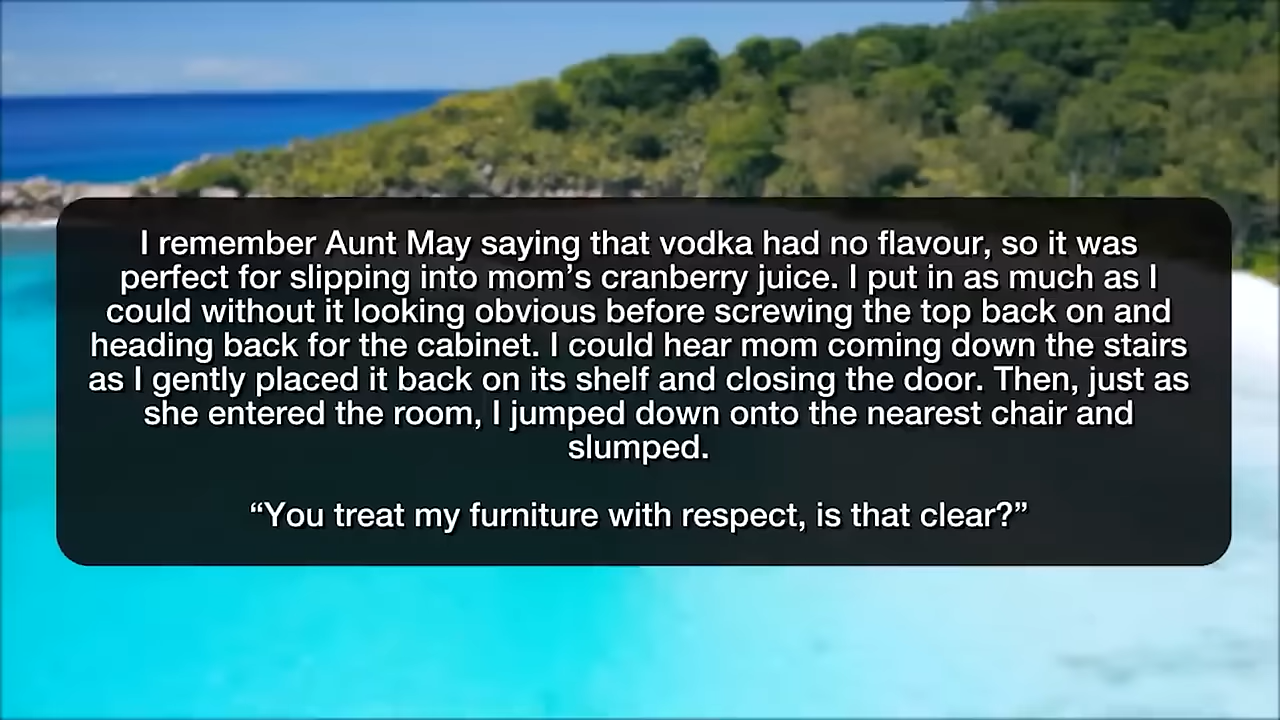 I remember Aunt May saying that vodka had no flavour, so it was
perfect for slipping into mom’s cranberry juice. I put in as much as I
could without it looking obvious before screwing the top back on and
heading back for the cabinet. I could hear mom coming down the stairs
as I gently placed it back on its shelf and closing the door. Then, just as
she entered the room, I jumped down onto the nearest chair and
slumped.
“You treat my furniture with respect, is that clear?”